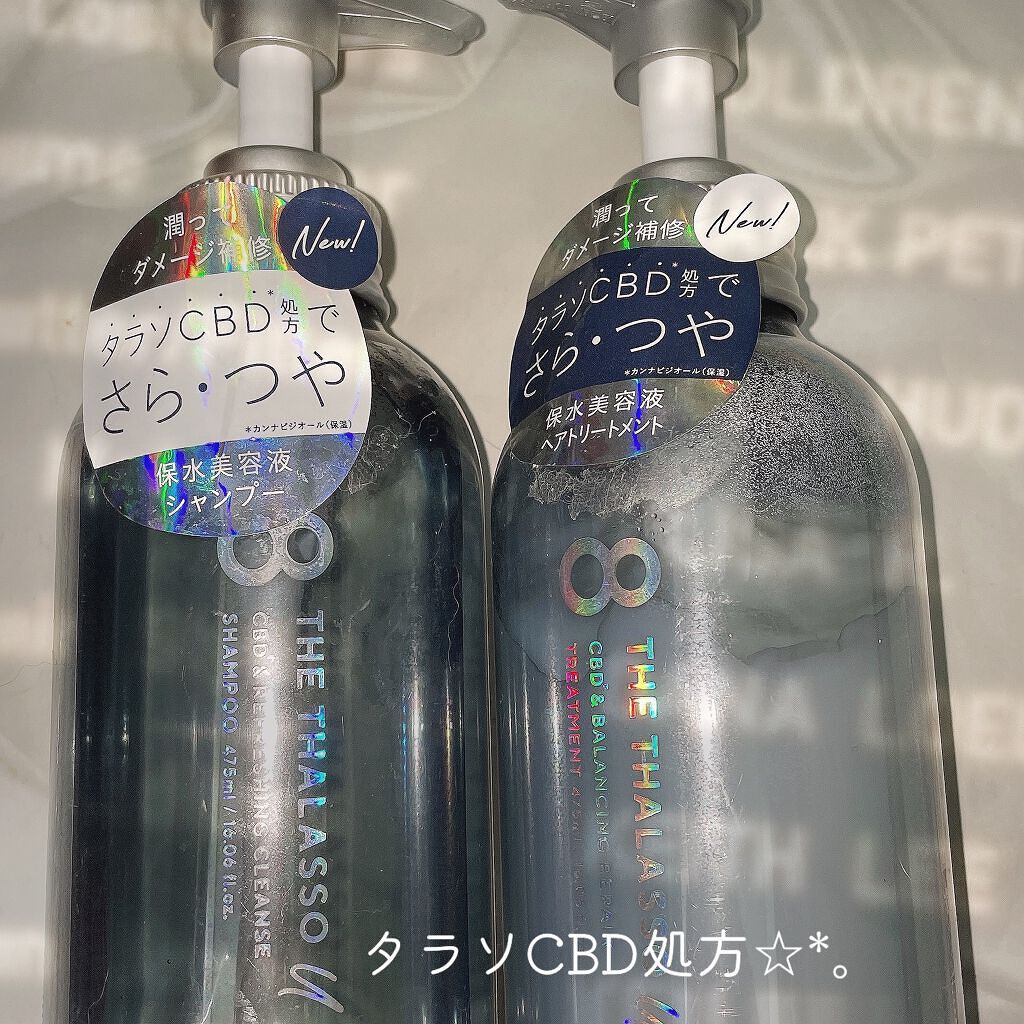 潤って
ダメージ補修
New!
タラソCBD*処方で
さら・つや
*カンナビジオール(保湿)
保水美容液
シャンプー
8
THE THALASSO
CBD* & REFRESHING CLEANSE
SHAMPOO 475ml / 16.06 fl.oz.
潤って
ダメージ補修
New!
タラソCBD*処方で
さら・つや
*カンナビジオール(保湿)
保水美容液
ヘアトリートメント
8
THE THALASSO
CBD* & BALANCING REPAI
TREATMENT 475ml
タラソCBD処方☆*。